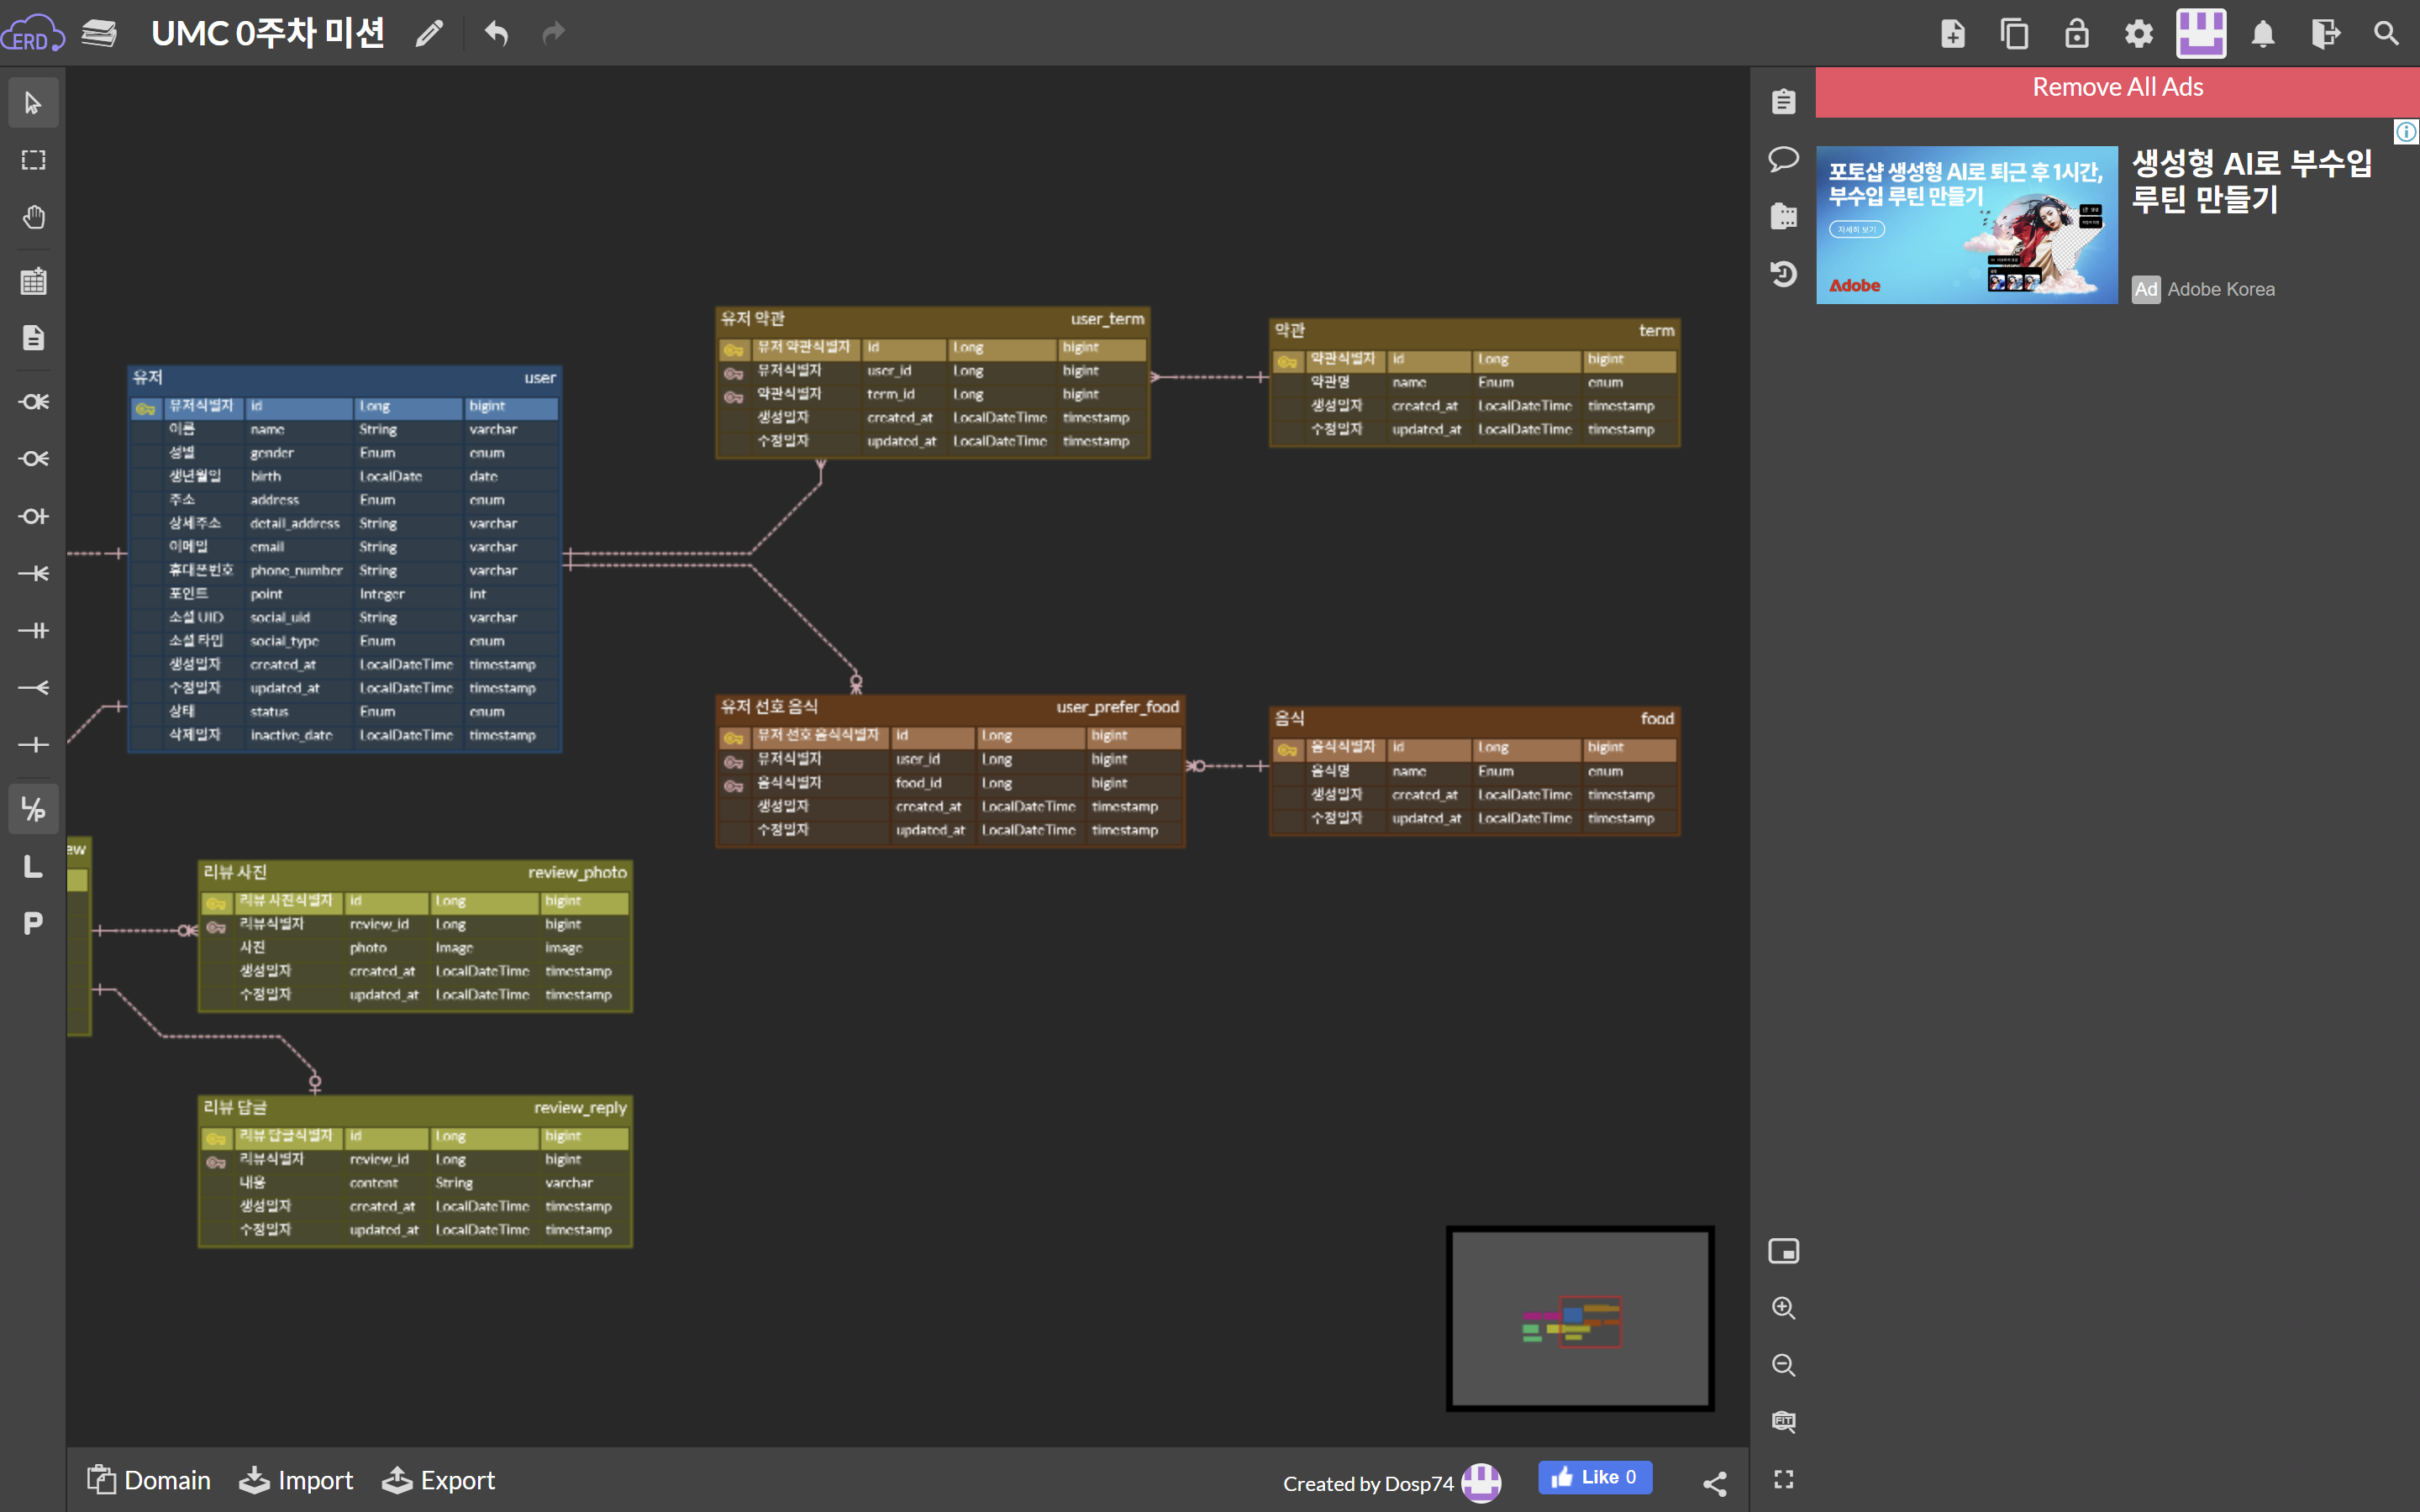 ERD
UMC 0주차 미션
Remove All Ads
포토샵 생성형 AI로 퇴근 후 1시간,
부수입 루틴 만들기
자세히 보기
Adobe
생성형 AI로 부수입
루틴 만들기
Ad Adobe Korea
유저 약관 user_term
유저 약관식별자 id Long bigint
유저식별자 user_id Long bigint
약관식별자 term_id Long bigint
생성일자 created_at LocalDateTime timestamp
수정일자 updated_at LocalDateTime timestamp
약관 term
약관식별자 id Long bigint
약관명 name Enum enum
생성일자 created_at LocalDateTime timestamp
수정일자 updated_at LocalDateTime timestamp
유저 user
유저식별자 id Long bigint
이름 name String varchar
성별 gender Enum enum
생년월일 birth LocalDate date
주소 address Enum enum
상세주소 detail_address String varchar
이메일 email String varchar
휴대폰번호 phone_number String varchar
포인트 point Integer int
소셜 UID social_uid String varchar
소셜 타입 social_type Enum enum
생성일자 created_at LocalDateTime timestamp
수정일자 updated_at LocalDateTime timestamp
상태 status Enum enum
삭제일자 inactive_date LocalDateTime timestamp
유저 선호 음식 user_prefer_food
유저 선호 음식식별자 id Long bigint
유저식별자 user_id Long bigint
음식식별자 food_id Long bigint
생성일자 created_at LocalDateTime timestamp
수정일자 updated_at LocalDateTime timestamp
음식 food
음식식별자 id Long bigint
음식명 name Enum enum
생성일자 created_at LocalDateTime timestamp
수정일자 updated_at LocalDateTime timestamp
L/P
L
P
ew
리뷰 사진 review_photo
리뷰 사진식별자 id Long bigint
리뷰식별자 review_id Long bigint
사진 photo Image image
생성일자 created_at LocalDateTime timestamp
수정일자 updated_at LocalDateTime timestamp
리뷰 답글 review_reply
리뷰 답글식별자 id Long bigint
리뷰식별자 review_id Long bigint
내용 content String varchar
생성일자 created_at LocalDateTime timestamp
수정일자 updated_at LocalDateTime timestamp
FIT
Domain Import Export
Created by Dosp74
Like 0